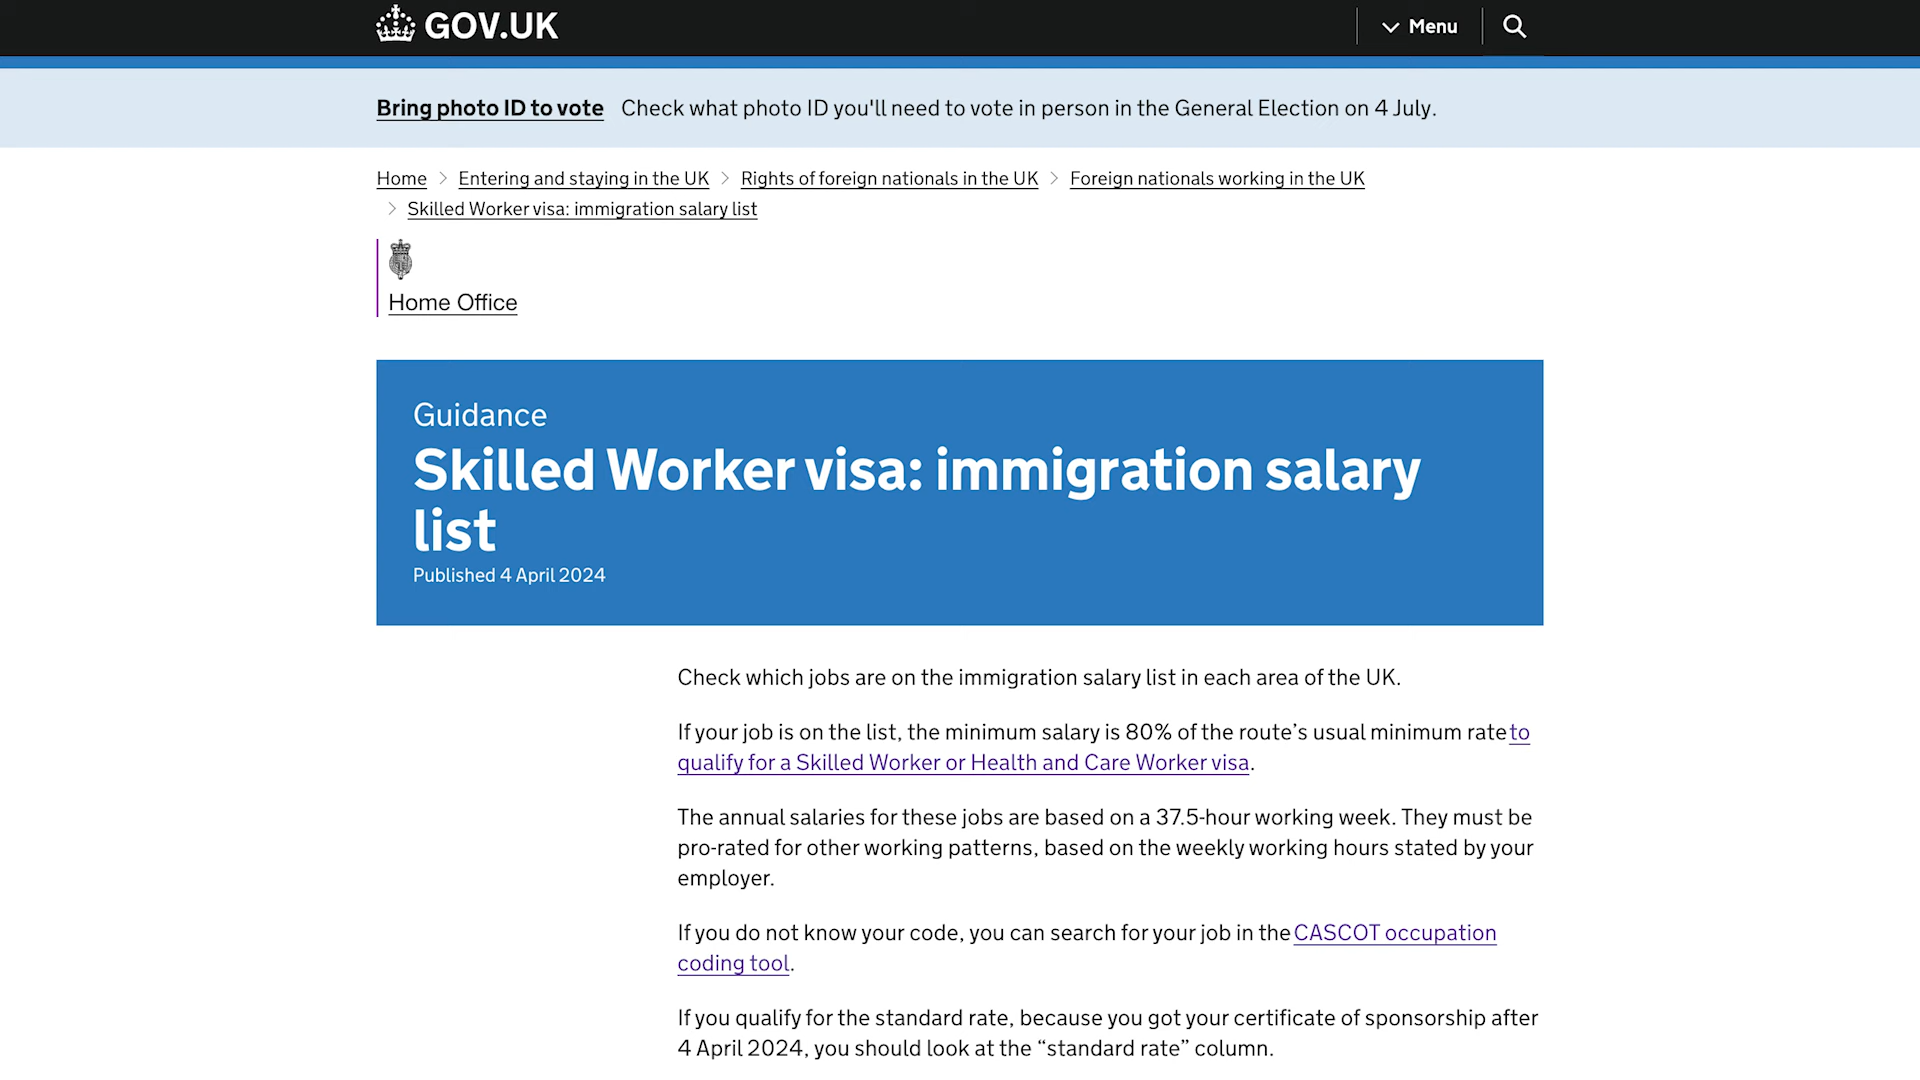 GOV.UK
Menu
Bring photo ID to vote Check what photo ID you'll need to vote in person in the General Election on 4 July.
Home > Entering and staying in the UK > Rights of foreign nationals in the UK > Foreign nationals working in the UK
> Skilled Worker visa: immigration salary list
Home Office
Guidance
Skilled Worker visa: immigration salary
list
Published 4 April 2024
Check which jobs are on the immigration salary list in each area of the UK.
If your job is on the list, the minimum salary is 80% of the route’s usual minimum rate to
qualify for a Skilled Worker or Health and Care Worker visa.
The annual salaries for these jobs are based on a 37.5-hour working week. They must be
pro-rated for other working patterns, based on the weekly working hours stated by your
employer.
If you do not know your code, you can search for your job in the CASCOT occupation
coding tool.
If you qualify for the standard rate, because you got your certificate of sponsorship after
4 April 2024, you should look at the “standard rate” column.